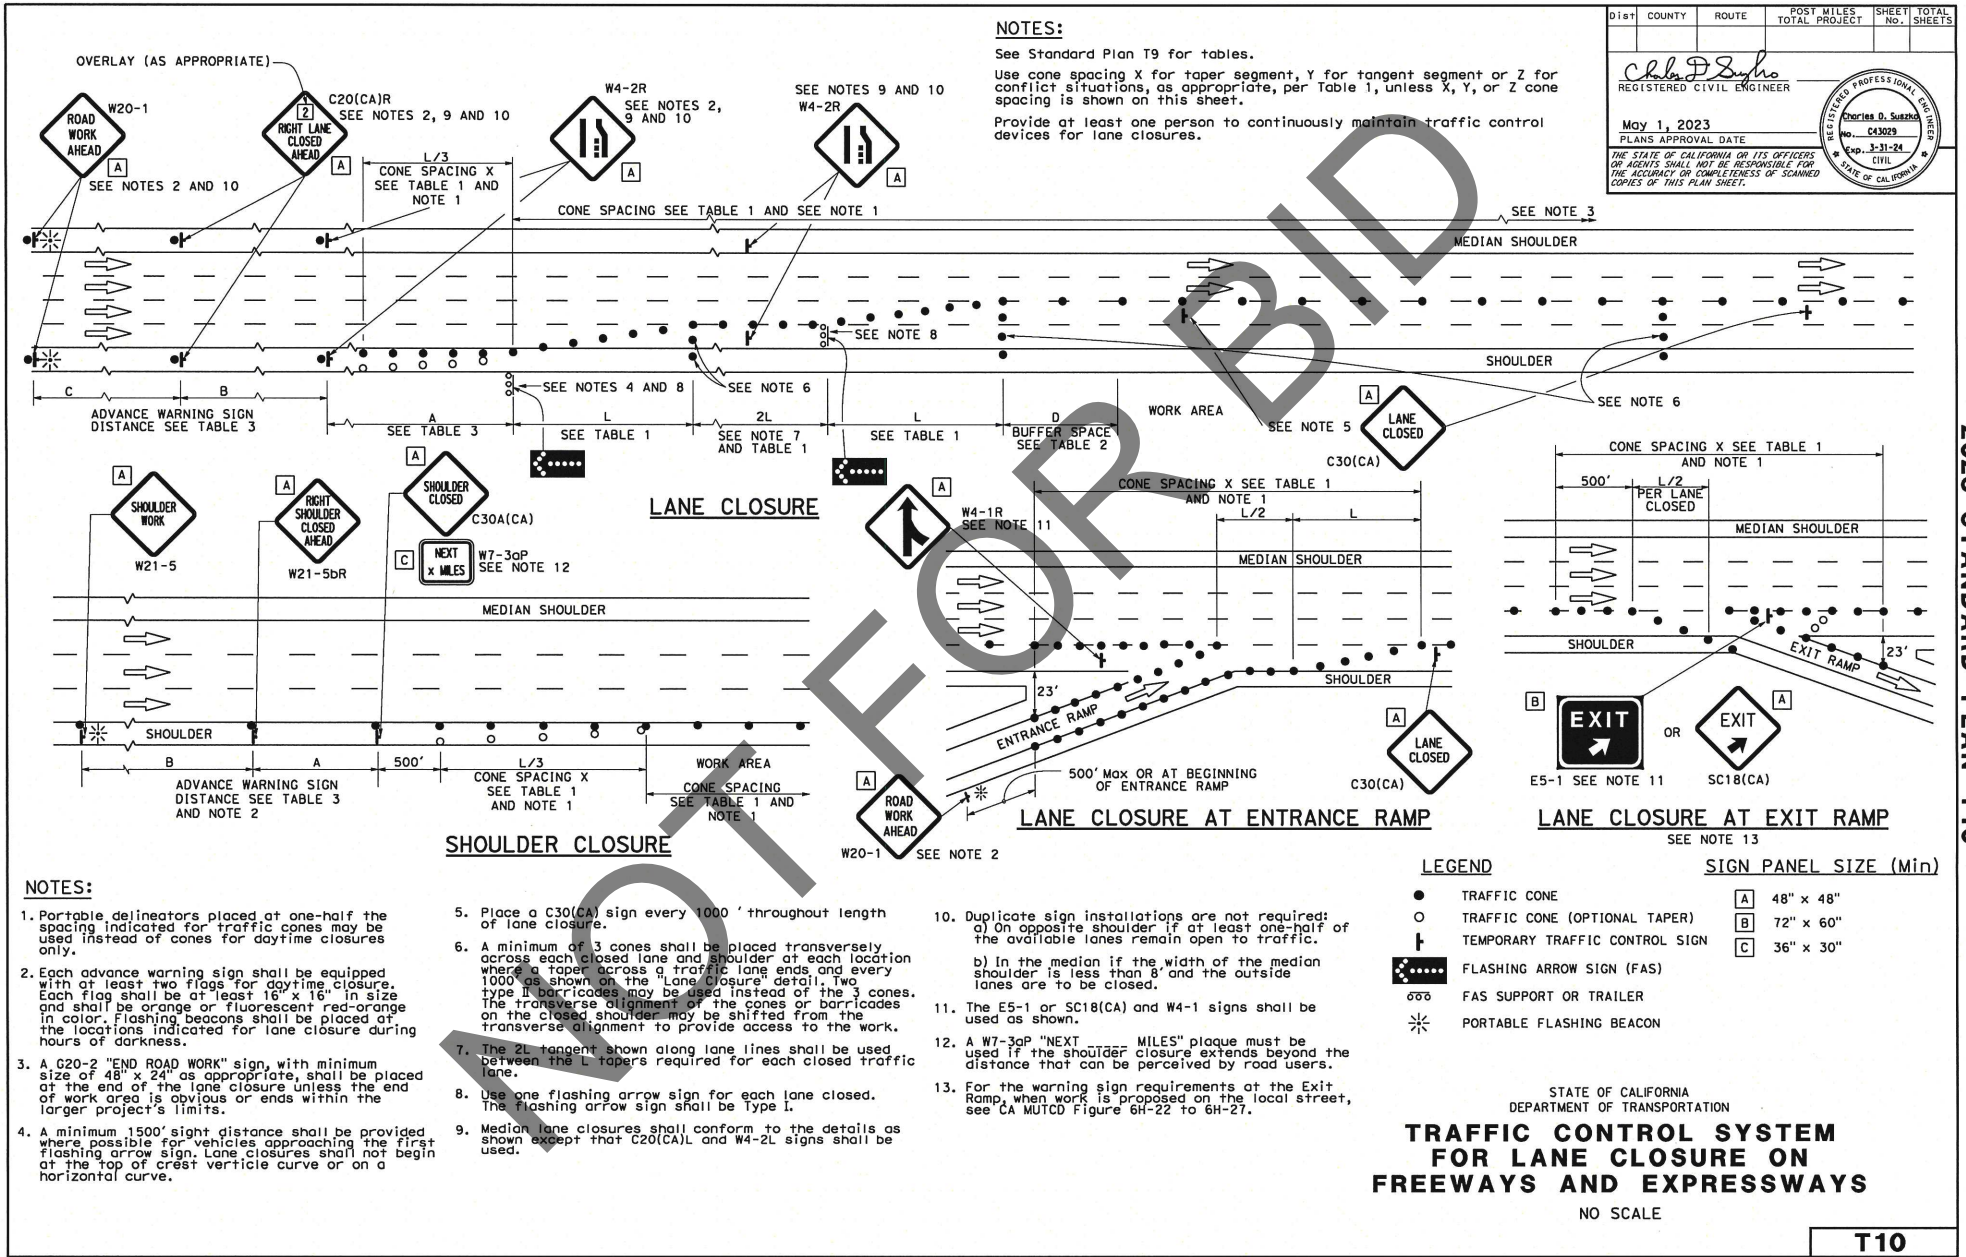 NOTES:
See Standard Plan T9 for tables.
Use cone spacing X for taper segment, Y for tangent segment or Z for
conflict situations, as appropriate, per Table 1, unless X, Y, or Z cone
spacing is shown on this sheet.
Provide at least one person to continuously maintain traffic control
devices for lane closures.
Dist COUNTY ROUTE POST MILES TOTAL PROJECT SHEET No. TOTAL SHEETS
REGISTERED CIVIL ENGINEER
May 1, 2023
PLANS APPROVAL DATE
THE STATE OF CALIFORNIA OR ITS OFFICERS
OR AGENTS SHALL NOT BE RESPONSIBLE FOR
THE ACCURACY OR COMPLETENESS OF SCANNED
COPIES OF THIS PLAN SHEET.
REGISTERED PROFESSIONAL ENGINEER
Charles D. Suszko
No. C43029
Exp. 3-31-24
CIVIL
STATE OF CALIFORNIA
OVERLAY (AS APPROPRIATE)
ROAD
WORK
AHEAD
W20-1
A
SEE NOTES 2 AND 10
2
RIGHT LANE
CLOSED
AHEAD
C20(CA)R
SEE NOTES 2, 9 AND 10
A
L/3
CONE SPACING X
SEE TABLE 1 AND
NOTE 1
W4-2R
SEE NOTES 2,
9 AND 10
A
SEE NOTES 9 AND 10
W4-2R
A
CONE SPACING SEE TABLE 1 AND SEE NOTE 1
SEE NOTE 3
MEDIAN SHOULDER
SEE NOTE 8
SHOULDER
SEE NOTES 4 AND 8
SEE NOTE 6
C
B
ADVANCE WARNING SIGN
DISTANCE SEE TABLE 3
A
SEE TABLE 3
L
SEE TABLE 1
2L
SEE NOTE 7
AND TABLE 1
L
SEE TABLE 1
D
BUFFER SPACE
SEE TABLE 2
WORK AREA
SEE NOTE 5
A
LANE
CLOSED
C30(CA)
SEE NOTE 6
LANE CLOSURE
A
SHOULDER
WORK
W21-5
A
RIGHT
SHOULDER
CLOSED
AHEAD
W21-5bR
A
SHOULDER
CLOSED
C30A(CA)
C
NEXT
x MILES
W7-3aP
SEE NOTE 12
MEDIAN SHOULDER
SHOULDER
B
A
500'
L/3
WORK AREA
ADVANCE WARNING SIGN
DISTANCE SEE TABLE 3
AND NOTE 2
CONE SPACING X
SEE TABLE 1
AND NOTE 1
CONE SPACING
SEE TABLE 1 AND
NOTE 1
SHOULDER CLOSURE
A
W4-1R
SEE NOTE 11
CONE SPACING X SEE TABLE 1
AND NOTE 1
L/2
L
MEDIAN SHOULDER
23'
SHOULDER
ENTRANCE RAMP
500' Max OR AT BEGINNING
OF ENTRANCE RAMP
A
ROAD
WORK
AHEAD
W20-1
SEE NOTE 2
A
LANE
CLOSED
C30(CA)
LANE CLOSURE AT ENTRANCE RAMP
CONE SPACING X SEE TABLE 1
AND NOTE 1
500'
L/2
PER LANE
CLOSED
MEDIAN SHOULDER
SHOULDER
EXIT RAMP
23'
B
EXIT
E5-1 SEE NOTE 11
OR
EXIT
A
SC18(CA)
LANE CLOSURE AT EXIT RAMP
SEE NOTE 13
NOTES:
1. Portable delineators placed at one-half the
spacing indicated for traffic cones may be
used instead of cones for daytime closures
only.
2. Each advance warning sign shall be equipped
with at least two flags for daytime closure.
Each flag shall be at least 16" x 16" in size
and shall be orange or fluorescent red-orange
in color. Flashing beacons shall be placed at
the locations indicated for lane closure during
hours of darkness.
3. A G20-2 "END ROAD WORK" sign, with minimum
size of 48" x 24" as appropriate, shall be placed
at the end of the lane closure unless the end
of work area is obvious or ends within the
larger project's limits.
4. A minimum 1500' sight distance shall be provided
where possible for vehicles approaching the first
flashing arrow sign. Lane closures shall not begin
at the top of crest verticle curve or on a
horizontal curve.
5. Place a C30(CA) sign every 1000 ' throughout length
of lane closure.
6. A minimum of 3 cones shall be placed transversely
across each closed lane and shoulder at each location
where a taper across a traffic lane ends and every
1000' as shown on the "Lane Closure" detail. Two
type II barricades may be used instead of the 3 cones.
The transverse alignment of the cones or barricades
on the closed shoulder may be shifted from the
transverse alignment to provide access to the work.
7. The 2L tangent shown along lane lines shall be used
between the L tapers required for each closed traffic
lane.
8. Use one flashing arrow sign for each lane closed.
The flashing arrow sign shall be Type I.
9. Median lane closures shall conform to the details as
shown except that C20(CA)L and W4-2L signs shall be
used.
10. Duplicate sign installations are not required:
a) On opposite shoulder if at least one-half of
the available lanes remain open to traffic.
b) In the median if the width of the median
shoulder is less than 8' and the outside
lanes are to be closed.
11. The E5-1 or SC18(CA) and W4-1 signs shall be
used as shown.
12. A W7-3aP "NEXT _____ MILES" plaque must be
used if the shoulder closure extends beyond the
distance that can be perceived by road users.
13. For the warning sign requirements at the Exit
Ramp, when work is proposed on the local street,
see CA MUTCD Figure 6H-22 to 6H-27.
LEGEND
TRAFFIC CONE
TRAFFIC CONE (OPTIONAL TAPER)
TEMPORARY TRAFFIC CONTROL SIGN
FLASHING ARROW SIGN (FAS)
FAS SUPPORT OR TRAILER
PORTABLE FLASHING BEACON
SIGN PANEL SIZE (Min)
A 48" x 48"
B 72" x 60"
C 36" x 30"
STATE OF CALIFORNIA
DEPARTMENT OF TRANSPORTATION
TRAFFIC CONTROL SYSTEM
FOR LANE CLOSURE ON
FREEWAYS AND EXPRESSWAYS
NO SCALE
T10
NOT FOR BID